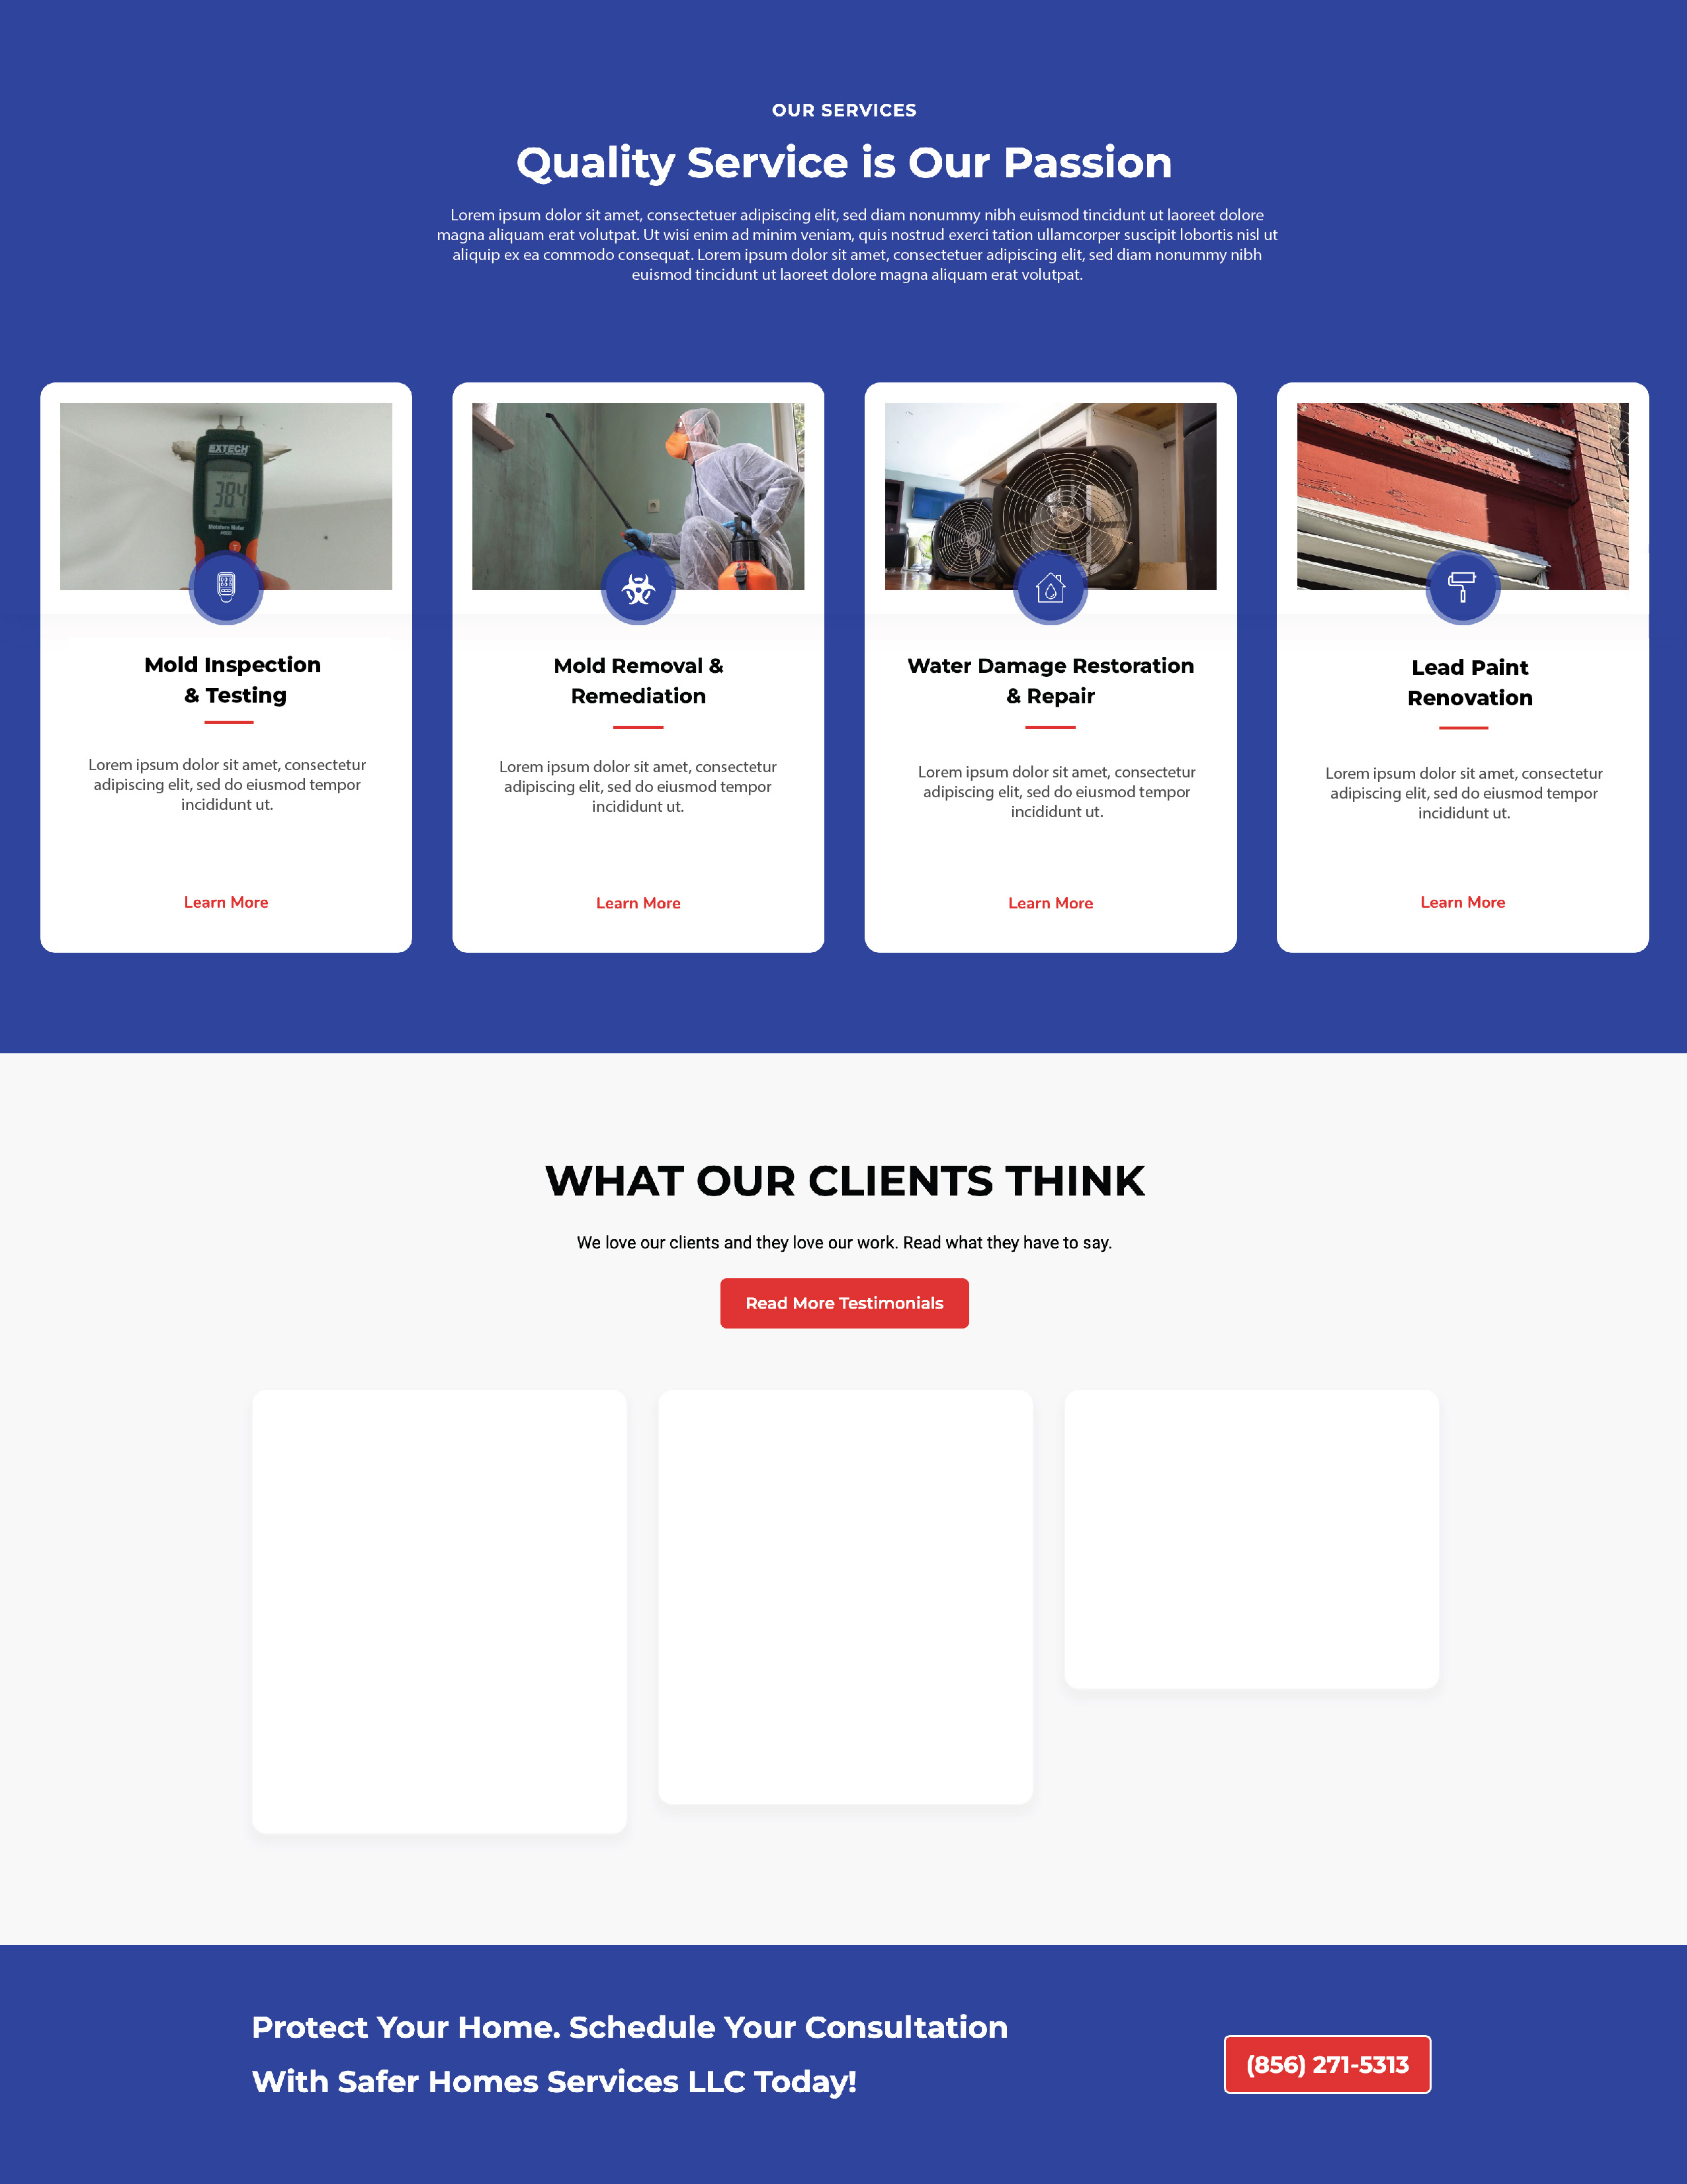 OUR SERVICES
Quality Service is Our Passion
Lorem ipsum dolor sit amet, consectetuer adipiscing elit, sed diam nonummy nibh euismod tincidunt ut laoreet dolore
magna aliquam erat volutpat. Ut wisi enim ad minim veniam, quis nostrud exerci tation ullamcorper suscipit lobortis nisl ut
aliquip ex ea commodo consequat. Lorem ipsum dolor sit amet, consectetuer adipiscing elit, sed diam nonummy nibh
euismod tincidunt ut laoreet dolore magna aliquam erat volutpat.
EXTECH
38.4
Moisture Meter
Mold Inspection
& Testing
Lorem ipsum dolor sit amet, consectetur
adipiscing elit, sed do eiusmod tempor
incididunt ut.
Learn More
Mold Removal &
Remediation
Lorem ipsum dolor sit amet, consectetur
adipiscing elit, sed do eiusmod tempor
incididunt ut.
Learn More
Water Damage Restoration
& Repair
Lorem ipsum dolor sit amet, consectetur
adipiscing elit, sed do eiusmod tempor
incididunt ut.
Learn More
Lead Paint
Renovation
Lorem ipsum dolor sit amet, consectetur
adipiscing elit, sed do eiusmod tempor
incididunt ut.
Learn More
WHAT OUR CLIENTS THINK
We love our clients and they love our work. Read what they have to say.
Read More Testimonials
Protect Your Home. Schedule Your Consultation
With Safer Homes Services LLC Today!
(856) 271-5313